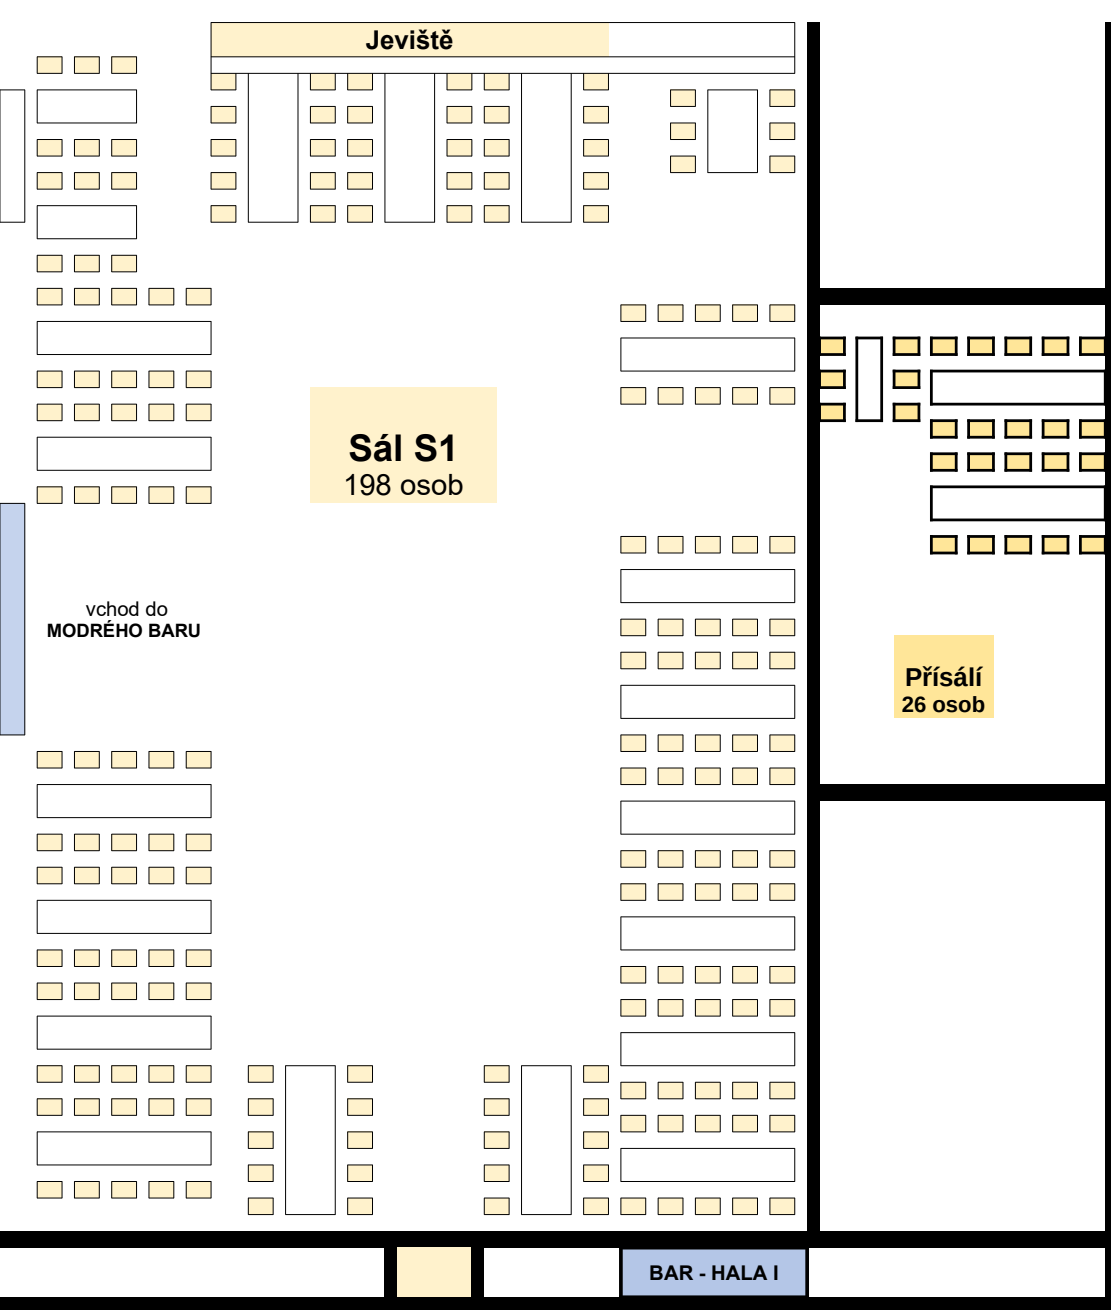 Jeviště
Sál S1
198 osob
vchod do
MODRÉHO BARU
Přísálí
26 osob
BAR - HALA I